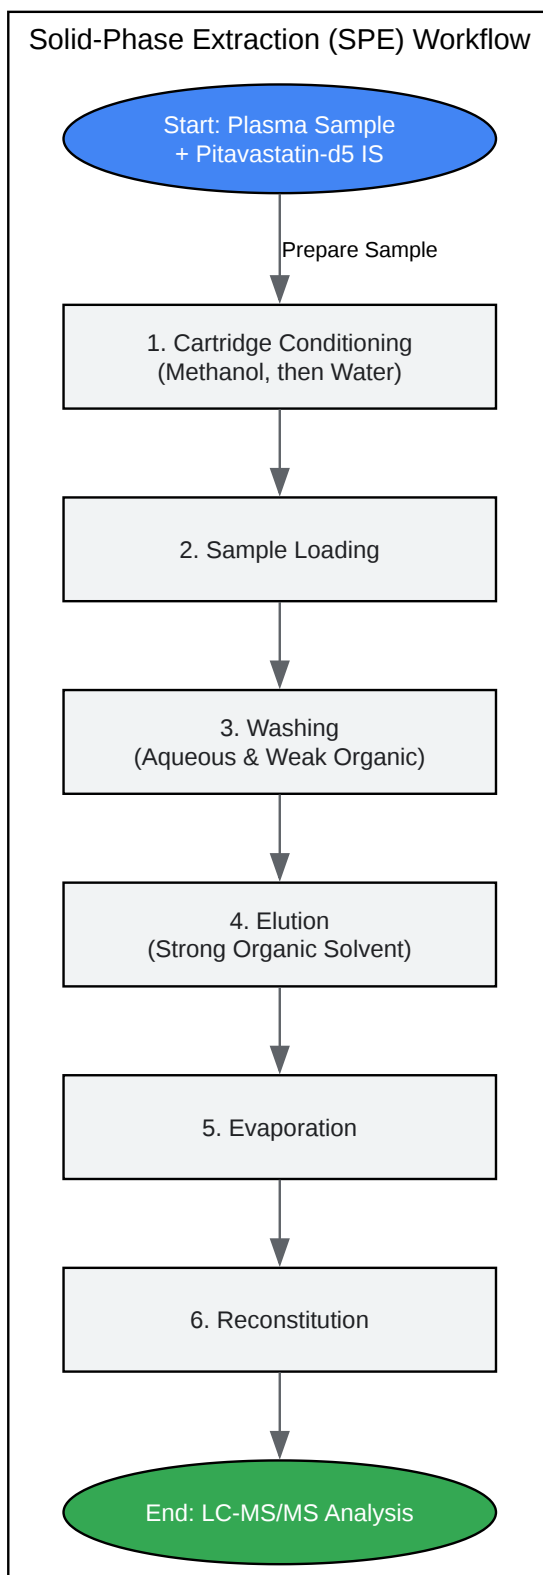 Solid-Phase Extraction (SPE) Workflow
Start: Plasma Sample
+ Pitavastatin-d5 IS
Prepare Sample
1. Cartridge Conditioning
(Methanol, then Water)
2. Sample Loading
3. Washing
(Aqueous & Weak Organic)
4. Elution
(Strong Organic Solvent)
5. Evaporation
6. Reconstitution
End: LC-MS/MS Analysis